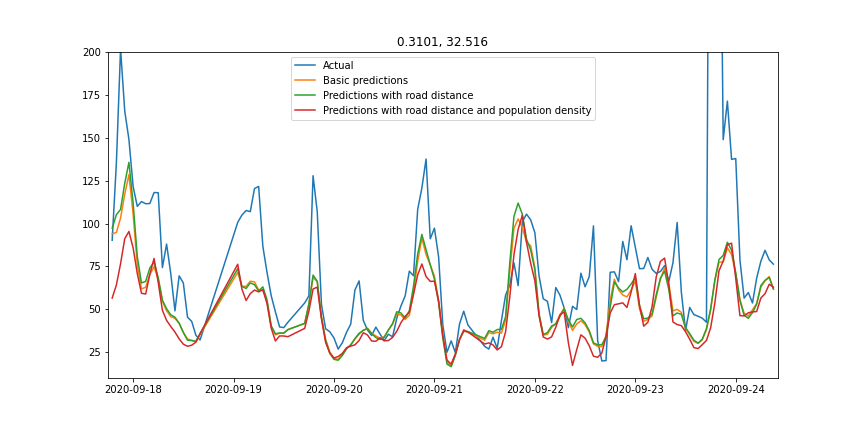 0.3101, 32.516
200
175
150
125
100
75
50
25
Actual
Basic predictions
Predictions with road distance
Predictions with road distance and population density
2020-09-18 2020-09-19 2020-09-20 2020-09-21 2020-09-22 2020-09-23 2020-09-24